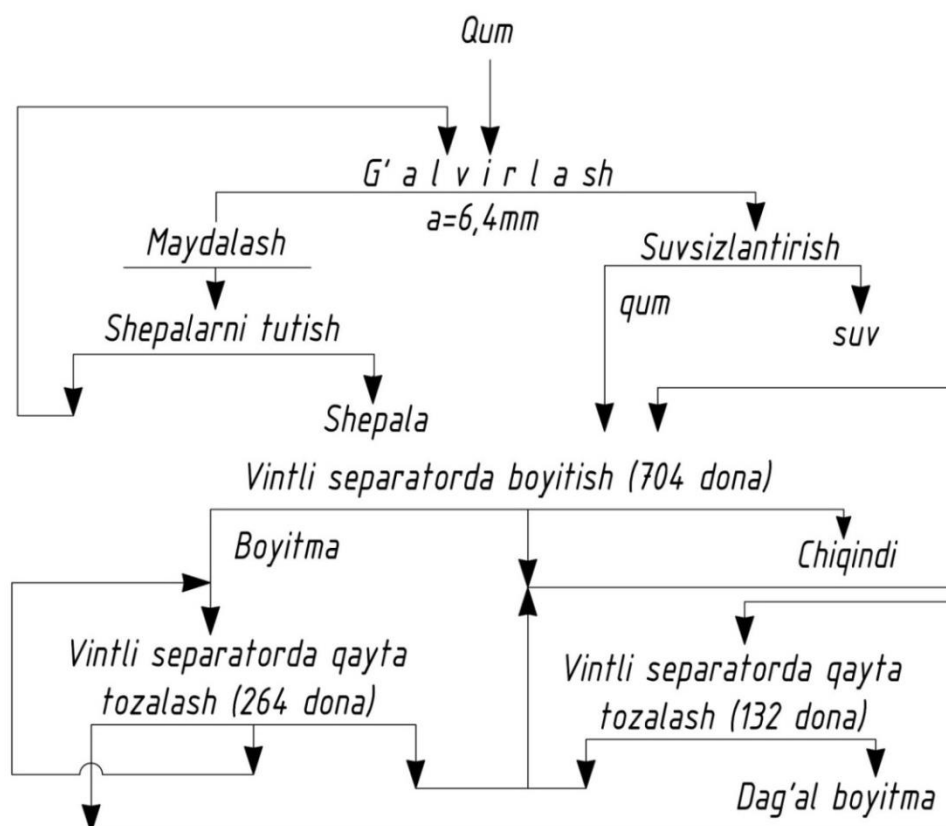 Qum
G' a l v i r l a sh
a=6,4mm
Maydalash
Suvsizlantirish
qum
suv
Shepalarni tutish
Shepala
Vintli separatorda boyitish (704 dona)
Boyitma
Chiqindi
Vintli separatorda qayta
tozalash (264 dona)
Vintli separatorda qayta
tozalash (132 dona)
Dag'al boyitma